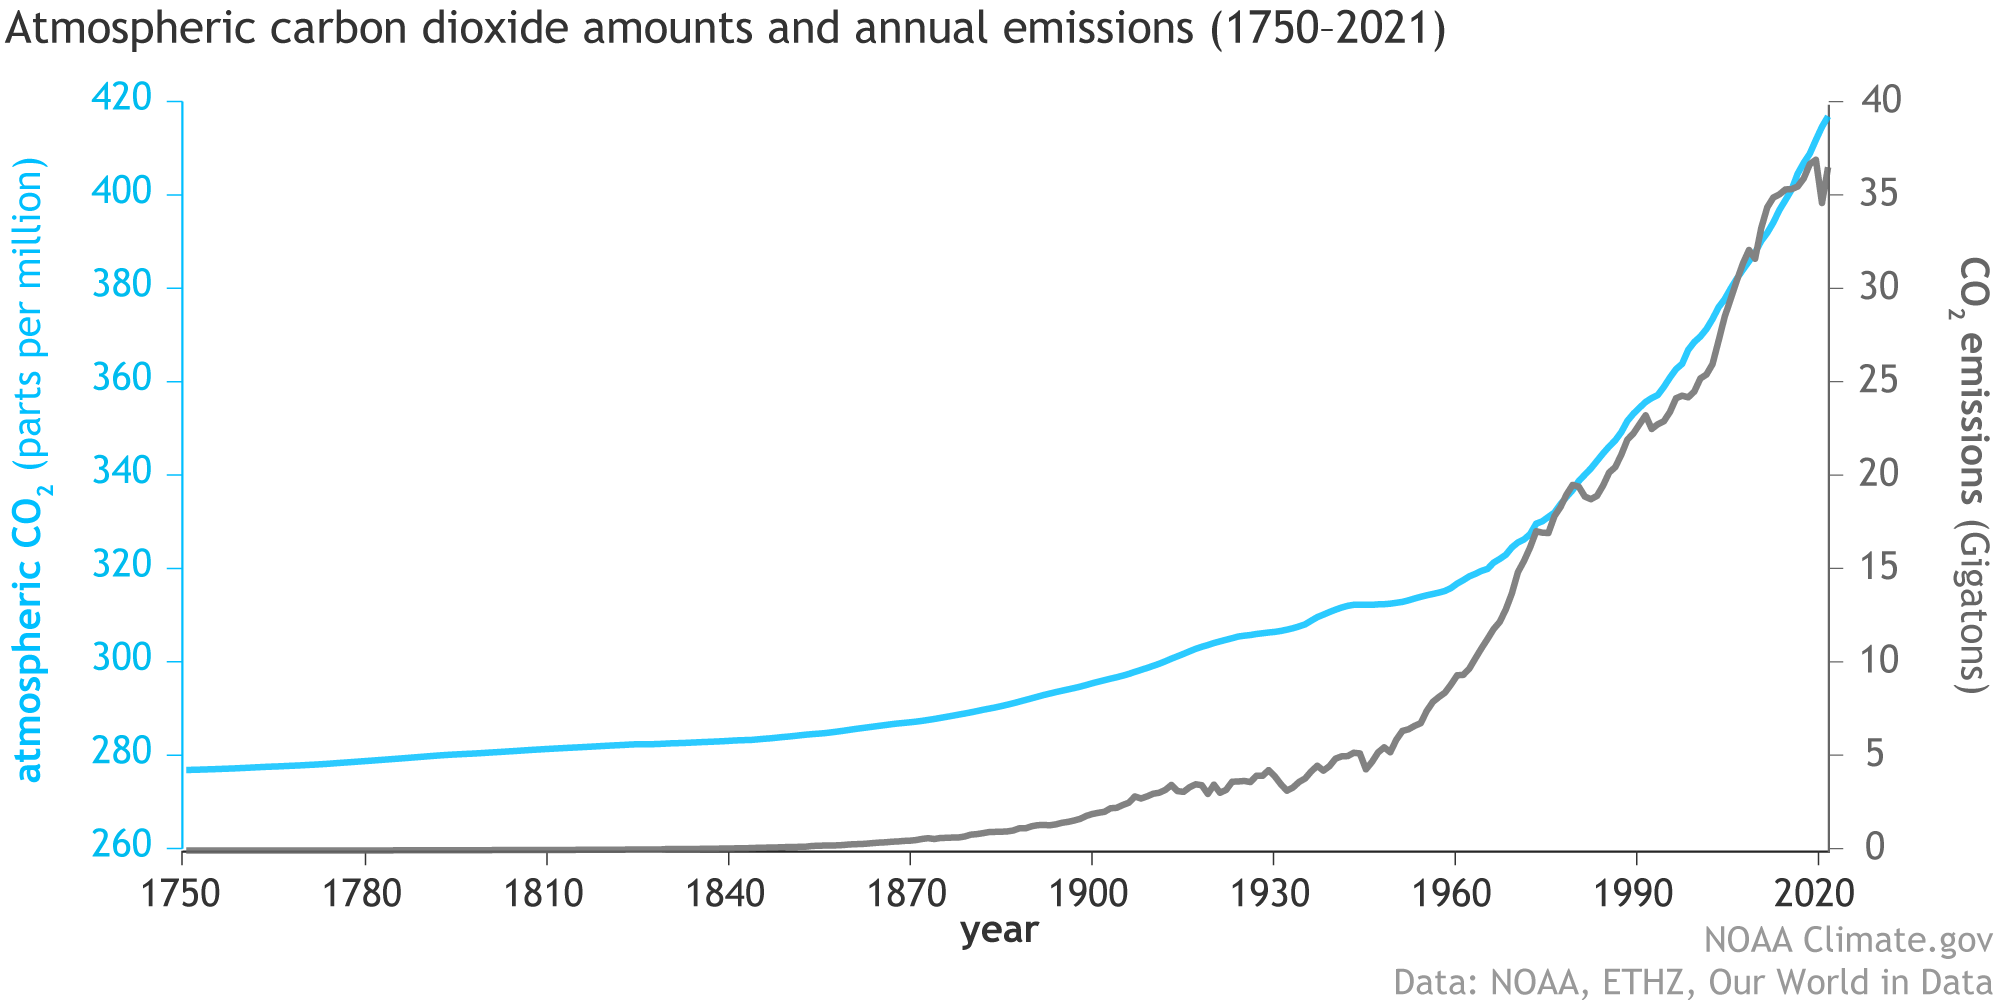 Atmospheric carbon dioxide amounts and annual emissions (1750–2021)
atmospheric CO₂ (parts per million)
420
400
380
360
340
320
300
280
260
40
35
30
25
20
15
10
5
0
CO₂ emissions (Gigatons)
1750 1780 1810 1840 1870 1900 1930 1960 1990 2020
year
NOAA Climate.gov
Data: NOAA, ETHZ, Our World in Data